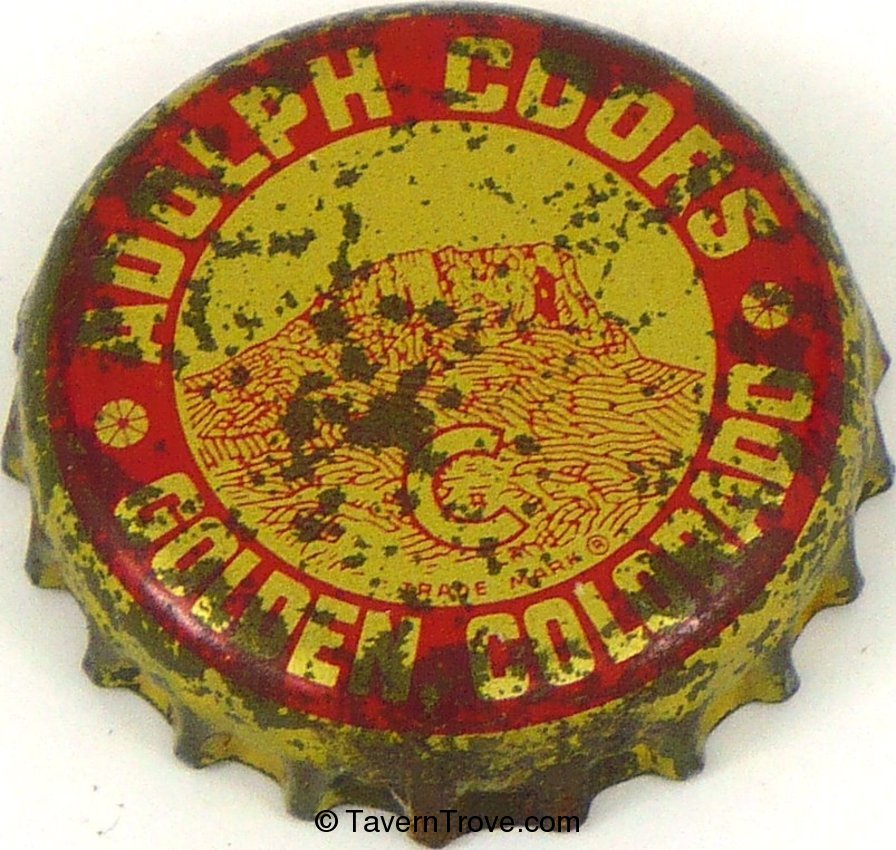 ADOLPH COORS
C
TRADE MARK ®
GOLDEN COLORADO
© TavernTrove.com